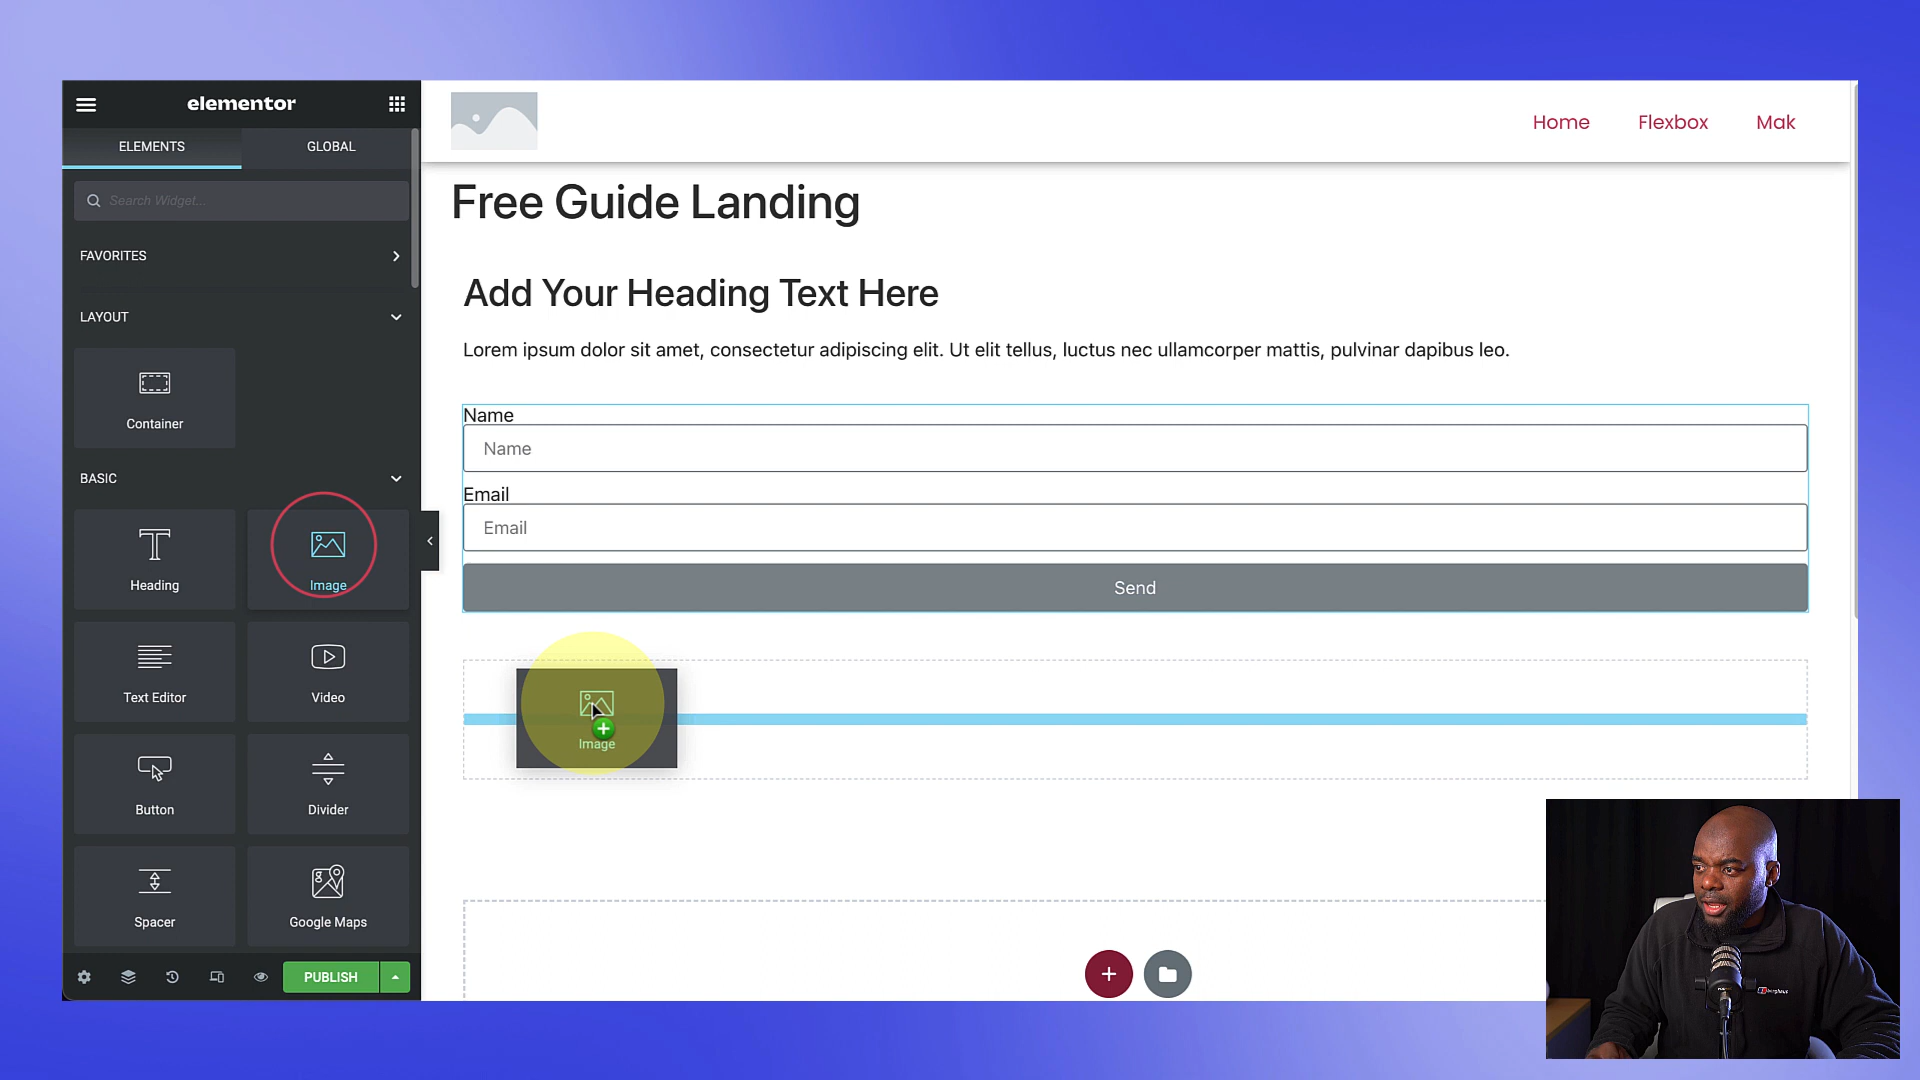 elementor
ELEMENTS
GLOBAL
Search Widget...
FAVORITES
LAYOUT
Container
BASIC
Heading
Image
Text Editor
Video
Button
Divider
Spacer
Google Maps
PUBLISH
Home
Flexbox
Mak
Free Guide Landing
Add Your Heading Text Here
Lorem ipsum dolor sit amet, consectetur adipiscing elit. Ut elit tellus, luctus nec ullamcorper mattis, pulvinar dapibus leo.
Name
Name
Email
Email
Send
Image